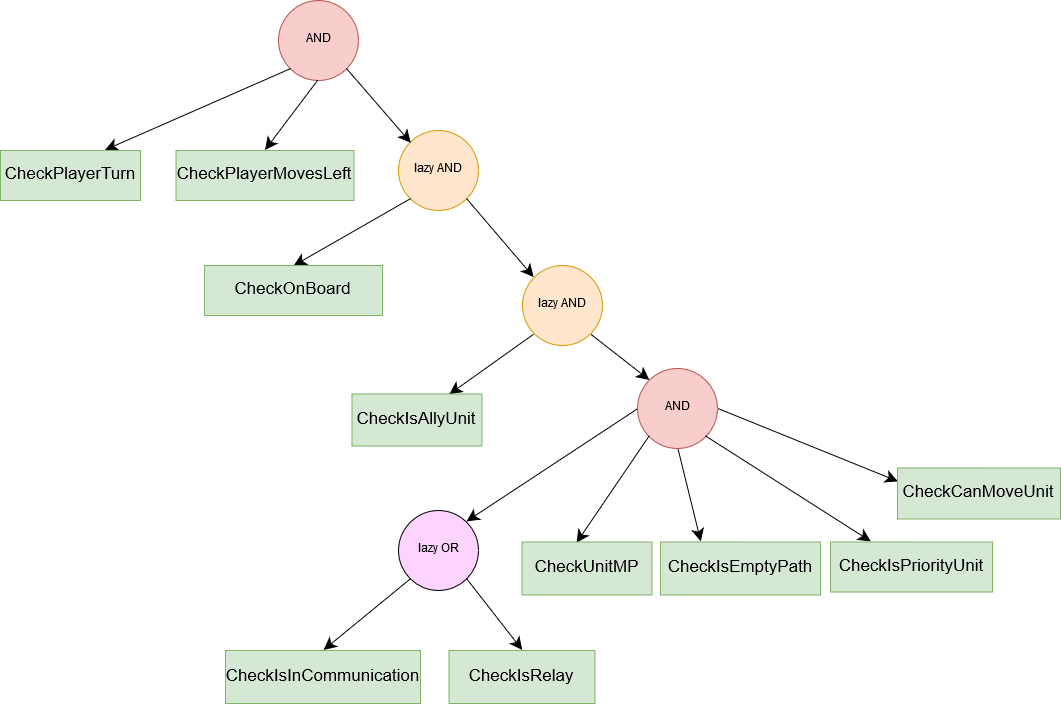 AND
CheckPlayerTurn
CheckPlayerMovesLeft
lazy AND
CheckOnBoard
lazy AND
CheckIsAllyUnit
AND
CheckCanMoveUnit
lazy OR
CheckUnitMP
CheckIsEmptyPath
CheckIsPriorityUnit
CheckIsInCommunication
CheckIsRelay